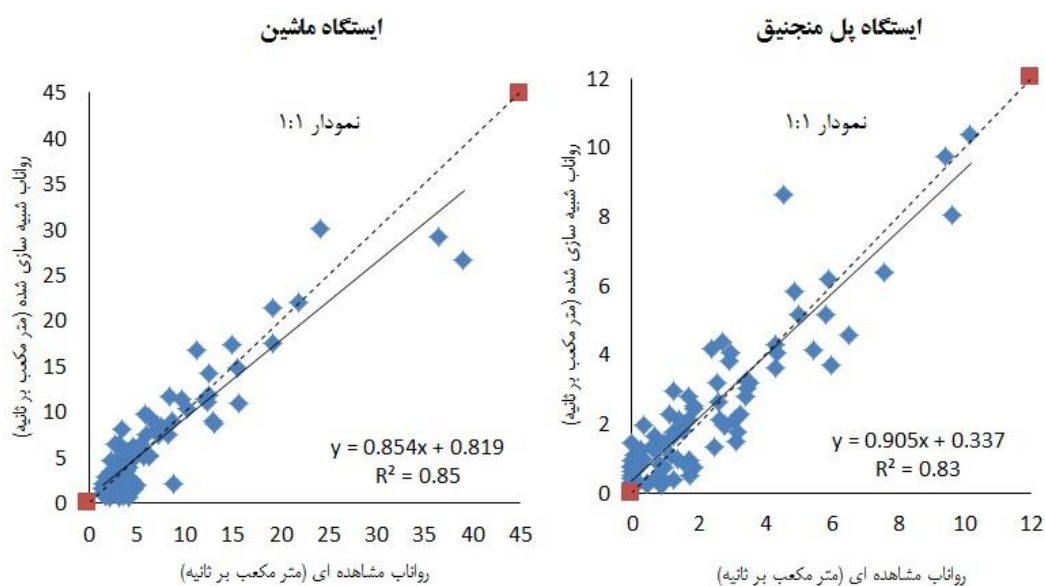 ایستگاه ماشین
نمودار ۱:۱
رواناب شبیه سازی شده (متر مکعب بر ثانیه)
45
40
35
30
25
20
15
10
5
0
y = 0.854x + 0.819
R² = 0.85
0 5 10 15 20 25 30 35 40 45
رواناب مشاهده ای (متر مکعب بر ثانیه)
ایستگاه پل منجنیق
نمودار ۱:۱
رواناب شبیه سازی شده (متر مکعب بر ثانیه)
12
10
8
6
4
2
0
y = 0.905x + 0.337
R² = 0.83
0 2 4 6 8 10 12
رواناب مشاهده ای (متر مکعب بر ثانیه)